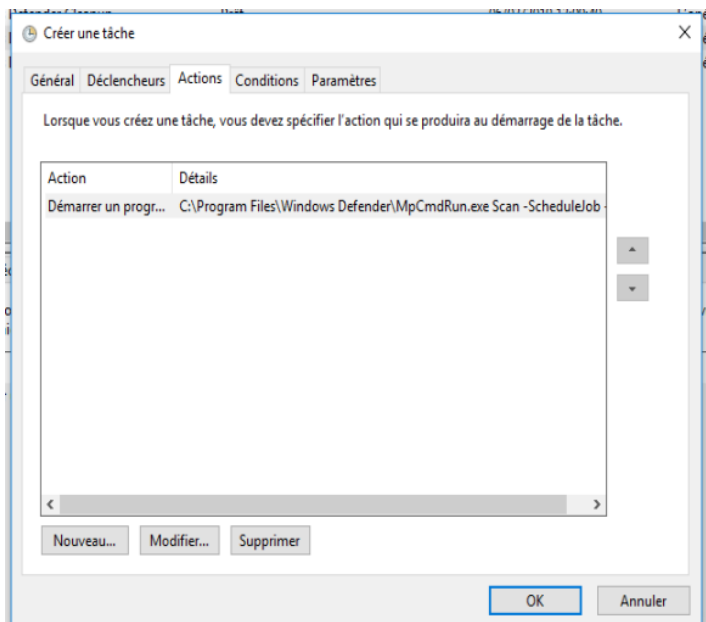 Créer une tâche
Général Déclencheurs Actions Conditions Paramètres
Lorsque vous créez une tâche, vous devez spécifier l'action qui se produira au démarrage de la tâche.
Action Détails
Démarrer un progr... C:\Program Files\Windows Defender\MpCmdRun.exe Scan -ScheduleJob -
Nouveau... Modifier... Supprimer
OK Annuler